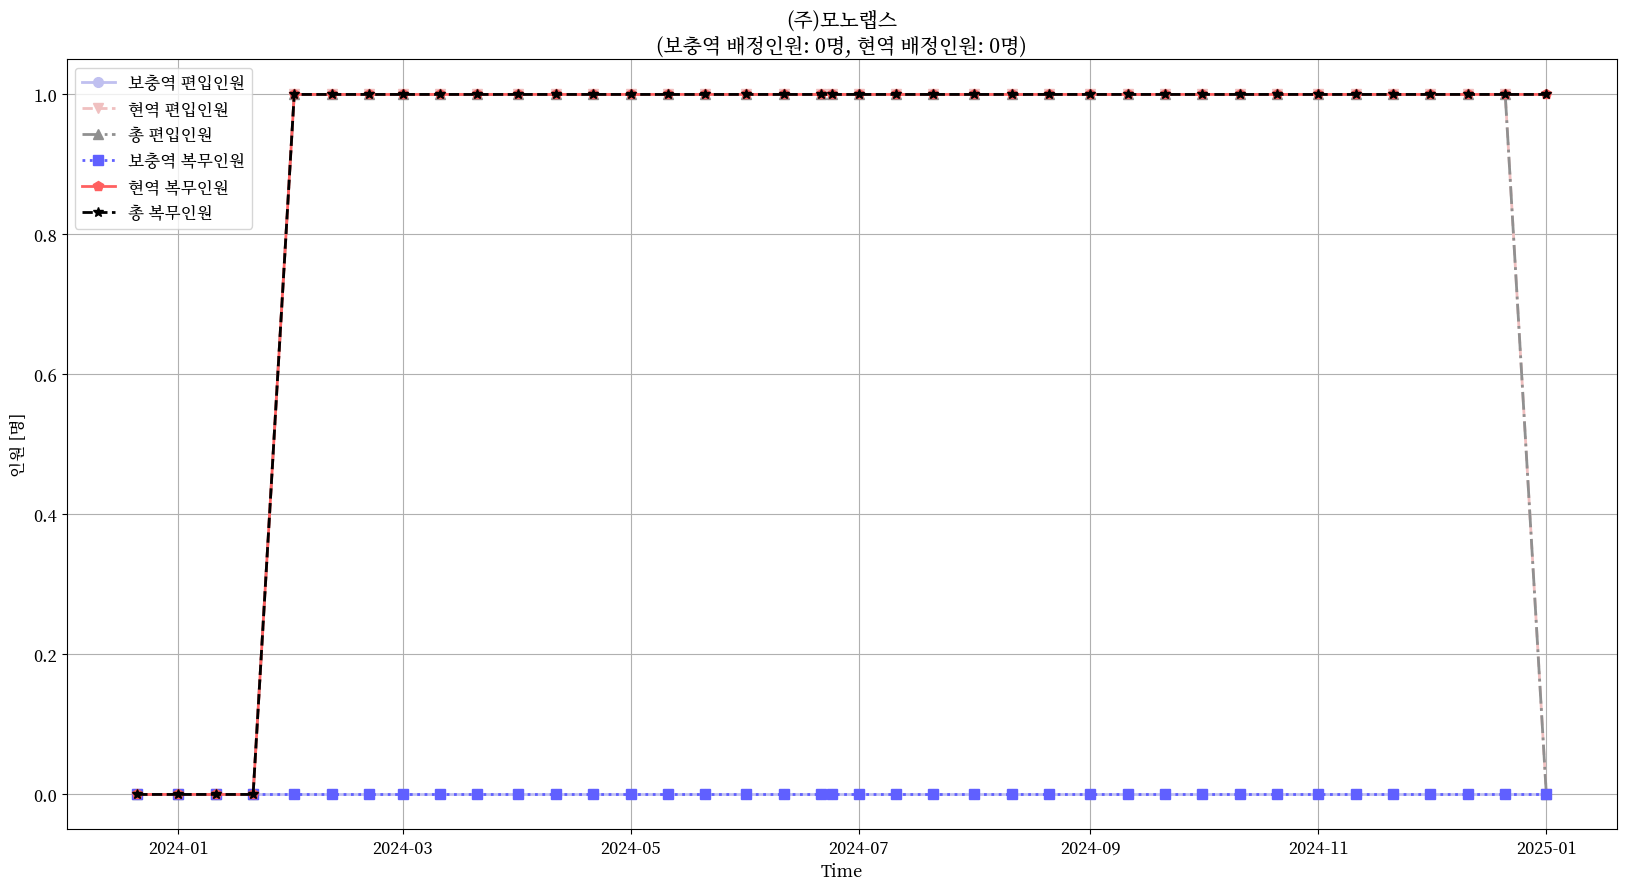 (주)모노랩스
(보충역 배정인원: 0명, 현역 배정인원: 0명)
보충역 편입인원
현역 편입인원
총 편입인원
보충역 복무인원
현역 복무인원
총 복무인원
인원 [명]
1.0
0.8
0.6
0.4
0.2
0.0
2024-01
2024-03
2024-05
2024-07
2024-09
2024-11
2025-01
Time